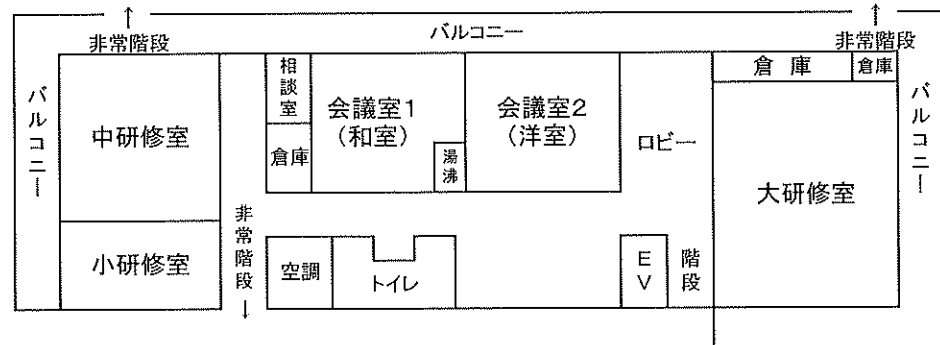 ↑
非常階段
バルコニー
↑
非常階段
バルコニー
中研修室
小研修室
非常階段
↓
相談室
倉庫
会議室1
(和室)
湯沸
会議室2
(洋室)
ロビー
倉庫
倉庫
大研修室
バルコニー
空調
トイレ
EV
階段